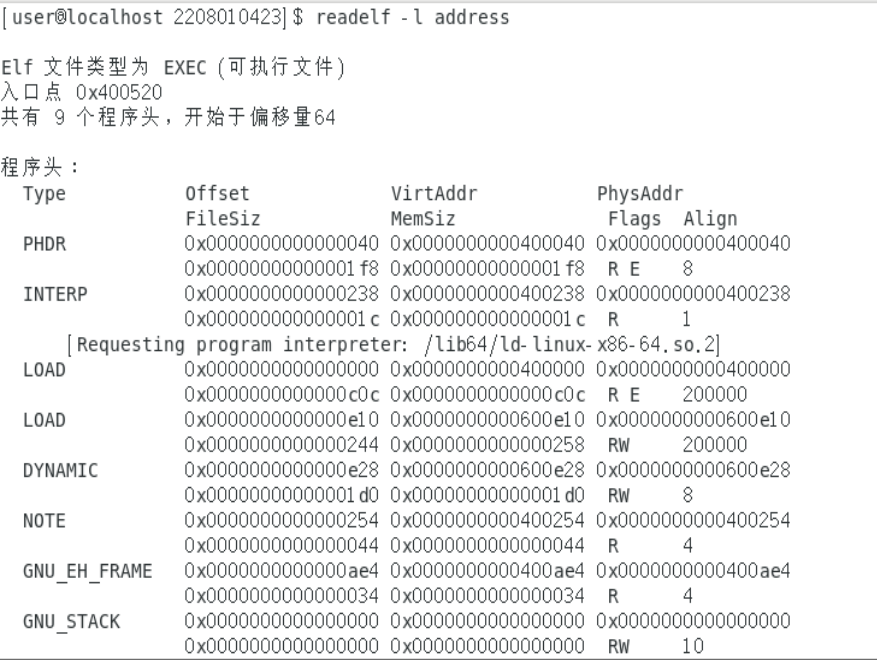 [user@localhost 2208010423]$ readelf -l address
Elf 文件类型为 EXEC (可执行文件)
入口点 0x400520
共有 9 个程序头，开始于偏移量64
程序头：
Type Offset VirtAddr PhysAddr
FileSiz MemSiz Flags Align
PHDR 0x0000000000000040 0x0000000000400040 0x0000000000400040
0x00000000000001f8 0x00000000000001f8 R E 8
INTERP 0x0000000000000238 0x0000000000400238 0x0000000000400238
0x000000000000001c 0x000000000000001c R 1
[Requesting program interpreter: /lib64/ld-linux-x86-64.so.2]
LOAD 0x0000000000000000 0x0000000000400000 0x0000000000400000
0x0000000000000c0c 0x0000000000000c0c R E 200000
LOAD 0x0000000000000e10 0x0000000000600e10 0x0000000000600e10
0x0000000000000244 0x0000000000000258 RW 200000
DYNAMIC 0x0000000000000e28 0x0000000000600e28 0x0000000000600e28
0x00000000000001d0 0x00000000000001d0 RW 8
NOTE 0x0000000000000254 0x0000000000400254 0x0000000000400254
0x0000000000000044 0x0000000000000044 R 4
GNU_EH_FRAME 0x0000000000000ae4 0x0000000000400ae4 0x0000000000400ae4
0x0000000000000034 0x0000000000000034 R 4
GNU_STACK 0x0000000000000000 0x0000000000000000 0x0000000000000000
0x0000000000000000 0x0000000000000000 RW 10